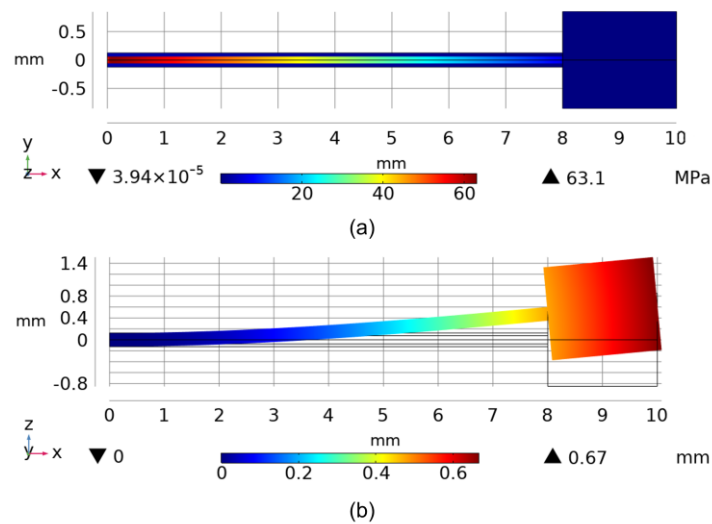 0.5
mm 0
-0.5
0 1 2 3 4 5 6 7 8 9 10
y
z x
▼ 3.94×10⁻⁵ mm ▲ 63.1 MPa
20 40 60
(a)
1.4
0.8
mm 0.4
0
-0.8
0 1 2 3 4 5 6 7 8 9 10
z
y x
▼ 0 mm ▲ 0.67 mm
0 0.2 0.4 0.6
(b)